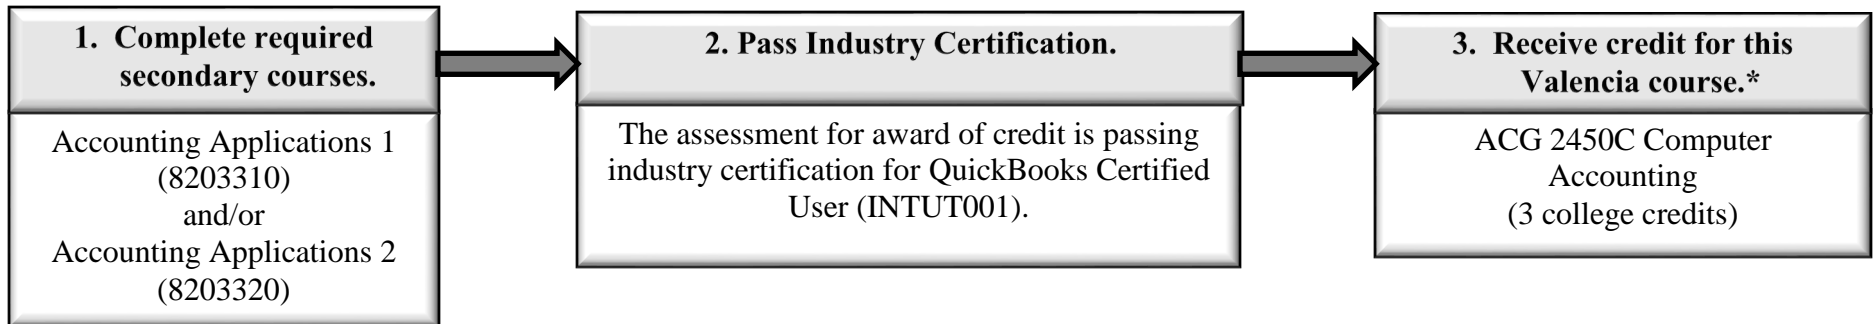 1. Complete required
secondary courses.
Accounting Applications 1
(8203310)
and/or
Accounting Applications 2
(8203320)
2. Pass Industry Certification.
The assessment for award of credit is passing
industry certification for QuickBooks Certified
User (INTUT001).
3. Receive credit for this
Valencia course.*
ACG 2450C Computer
Accounting
(3 college credits)